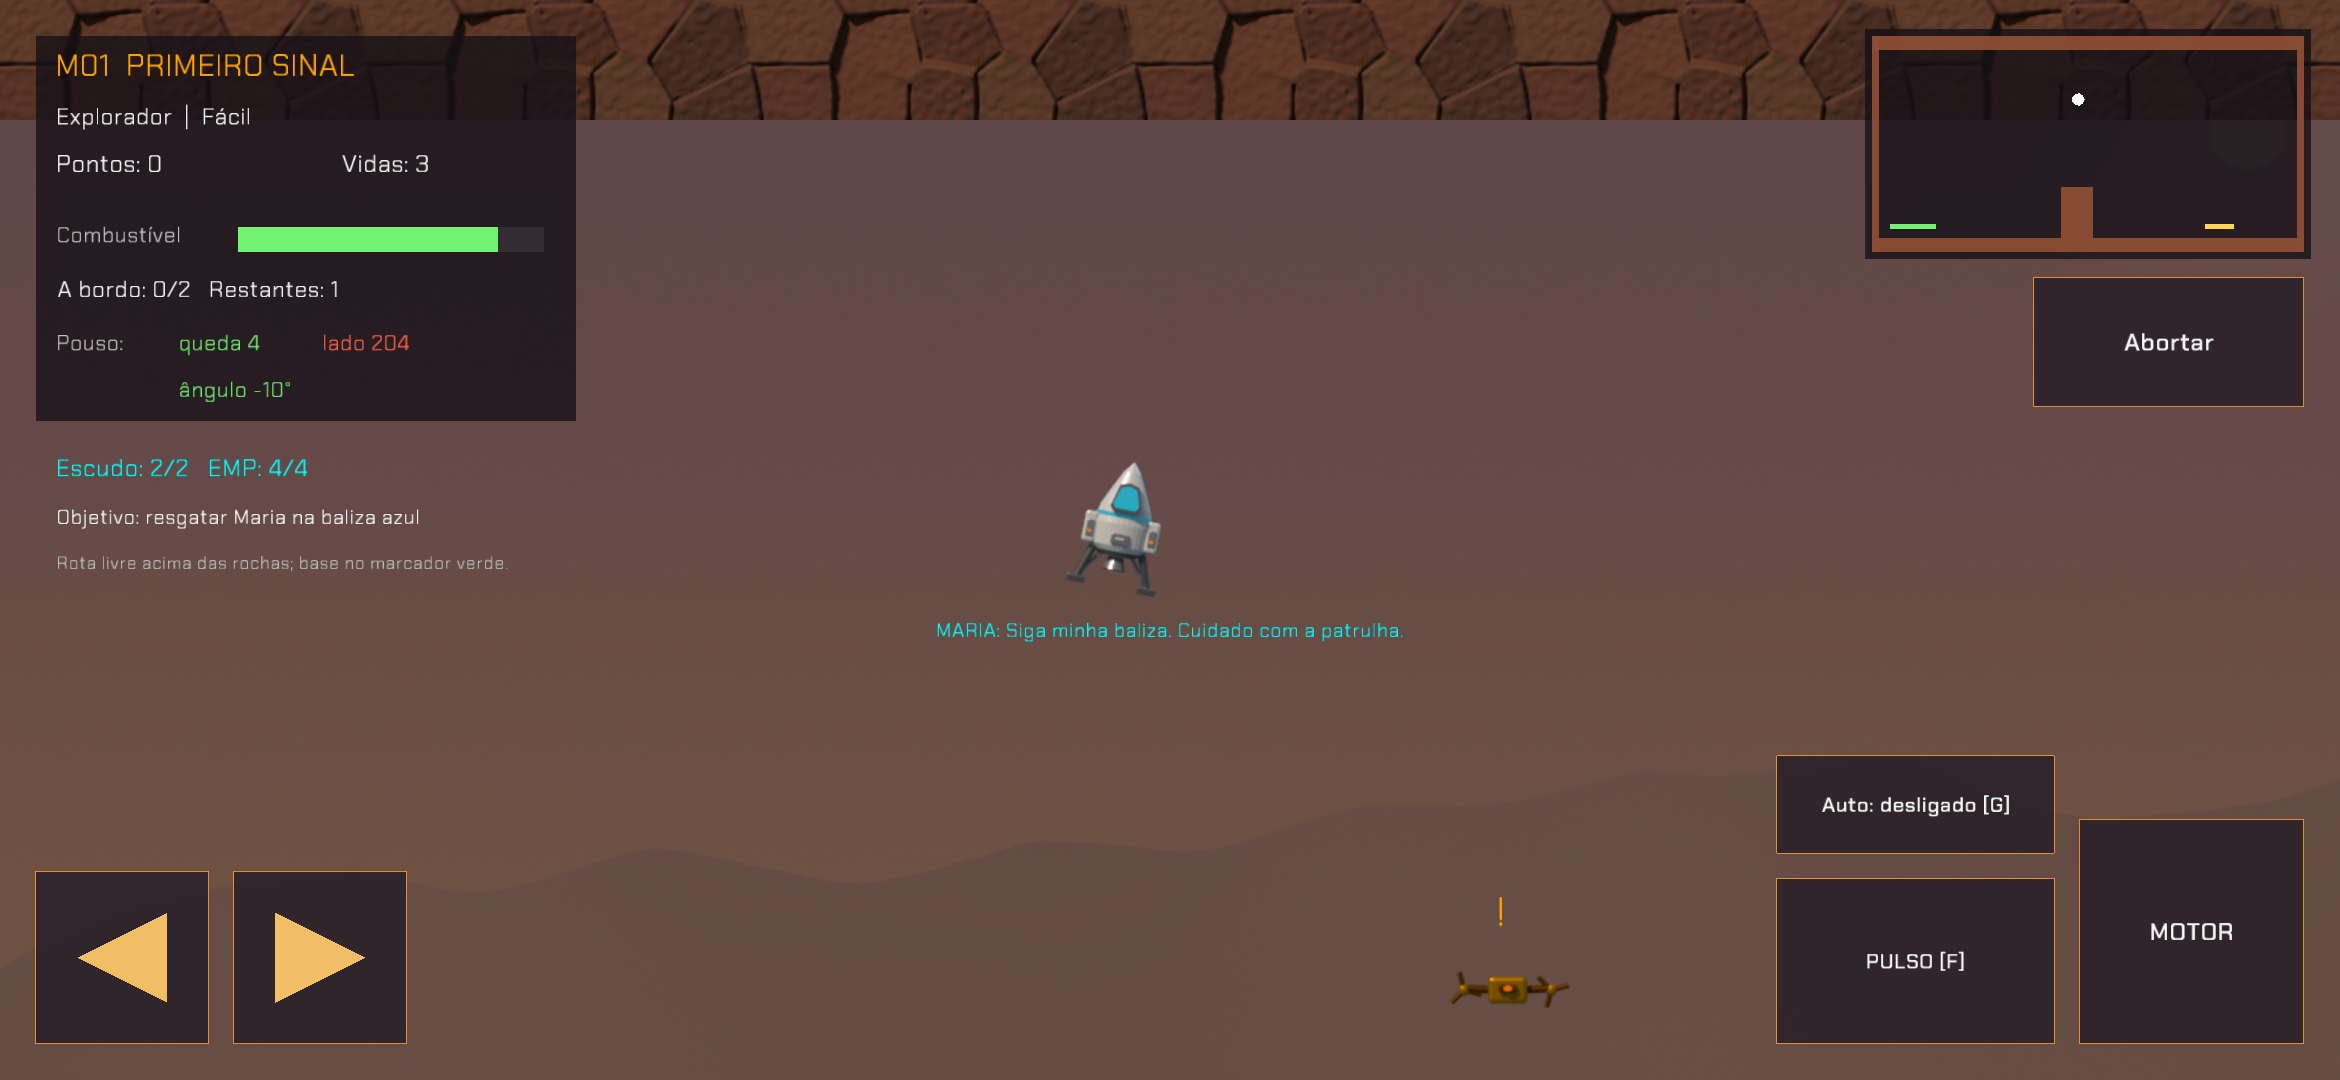 M01 PRIMEIRO SINAL
Explorador | Fácil
Pontos: 0 Vidas: 3
Combustível
A bordo: 0/2 Restantes: 1
Pouso: queda 4 lado 204
ângulo -10°
Escudo: 2/2 EMP: 4/4
Objetivo: resgatar Maria na baliza azul
Rota livre acima das rochas; base no marcador verde.
Abortar
MARIA: Siga minha baliza. Cuidado com a patrulha.
Auto: desligado [G]
!
MOTOR
PULSO [F]